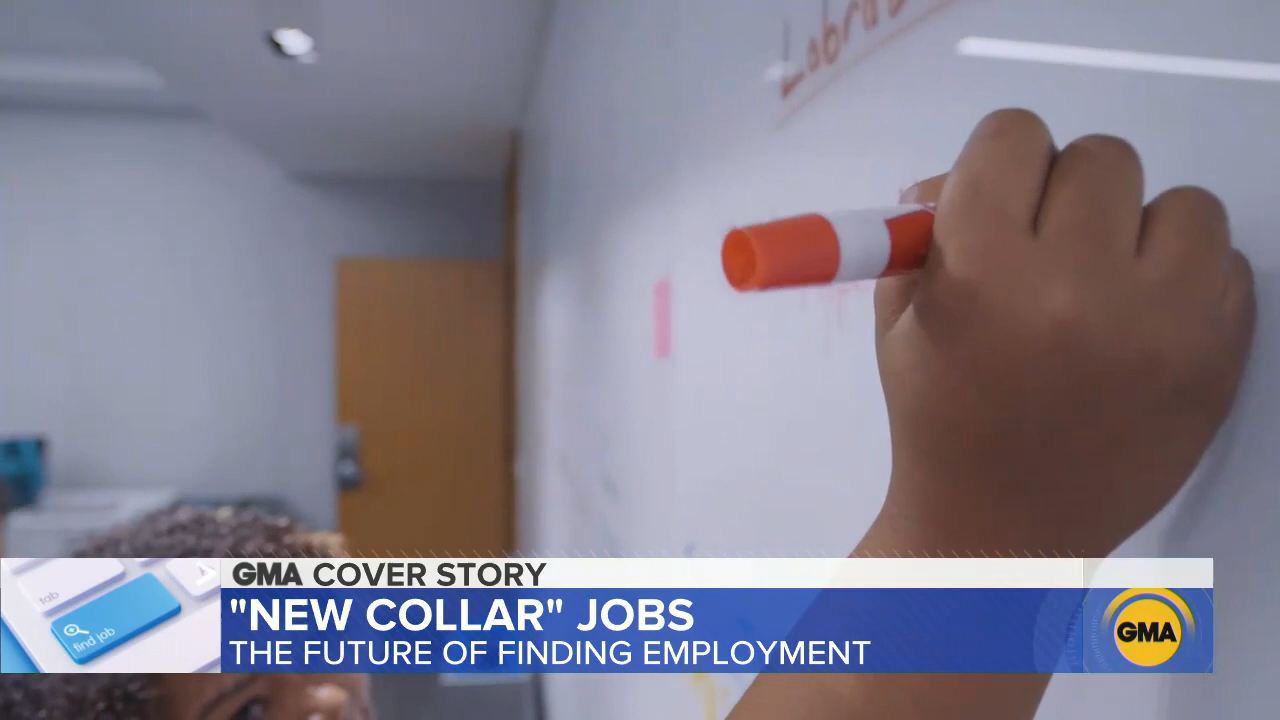 GMA COVER STORY
"NEW COLLAR" JOBS
THE FUTURE OF FINDING EMPLOYMENT
GMA
tab
find job